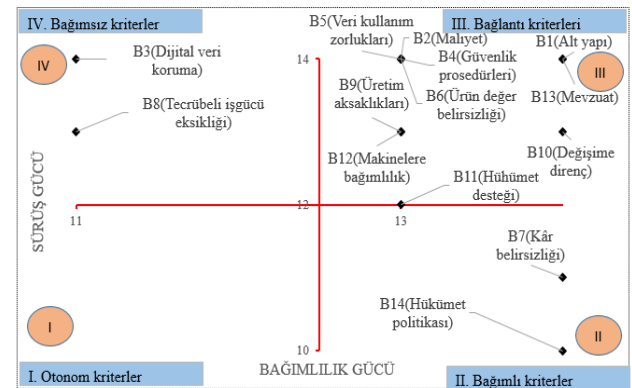 IV. Bağımsız kriterler
B5(Veri kullanım
zorlukları)
III. Bağlantı kriterleri
B3(Dijital veri
koruma)
B2(Maliyet)
B1(Alt yapı)
IV
14
B4(Güvenlik
prosedürleri)
III
B9(Üretim
aksaklıkları)
B6(Ürün değer
belirsizliği)
B13(Mevzuat)
B8(Tecrübeli işgücü
eksikliği)
B12(Makinelere
bağımlılık)
B10(Değişime
direnç)
B11(Hühümet
desteği)
SÜRÜŞ GÜCÜ
12
11
13
B7(Kâr
belirsizliği)
B14(Hükümet
politikası)
I
II
10
BAĞIMLILIK GÜCÜ
I. Otonom kriterler
II. Bağımlı kriterler